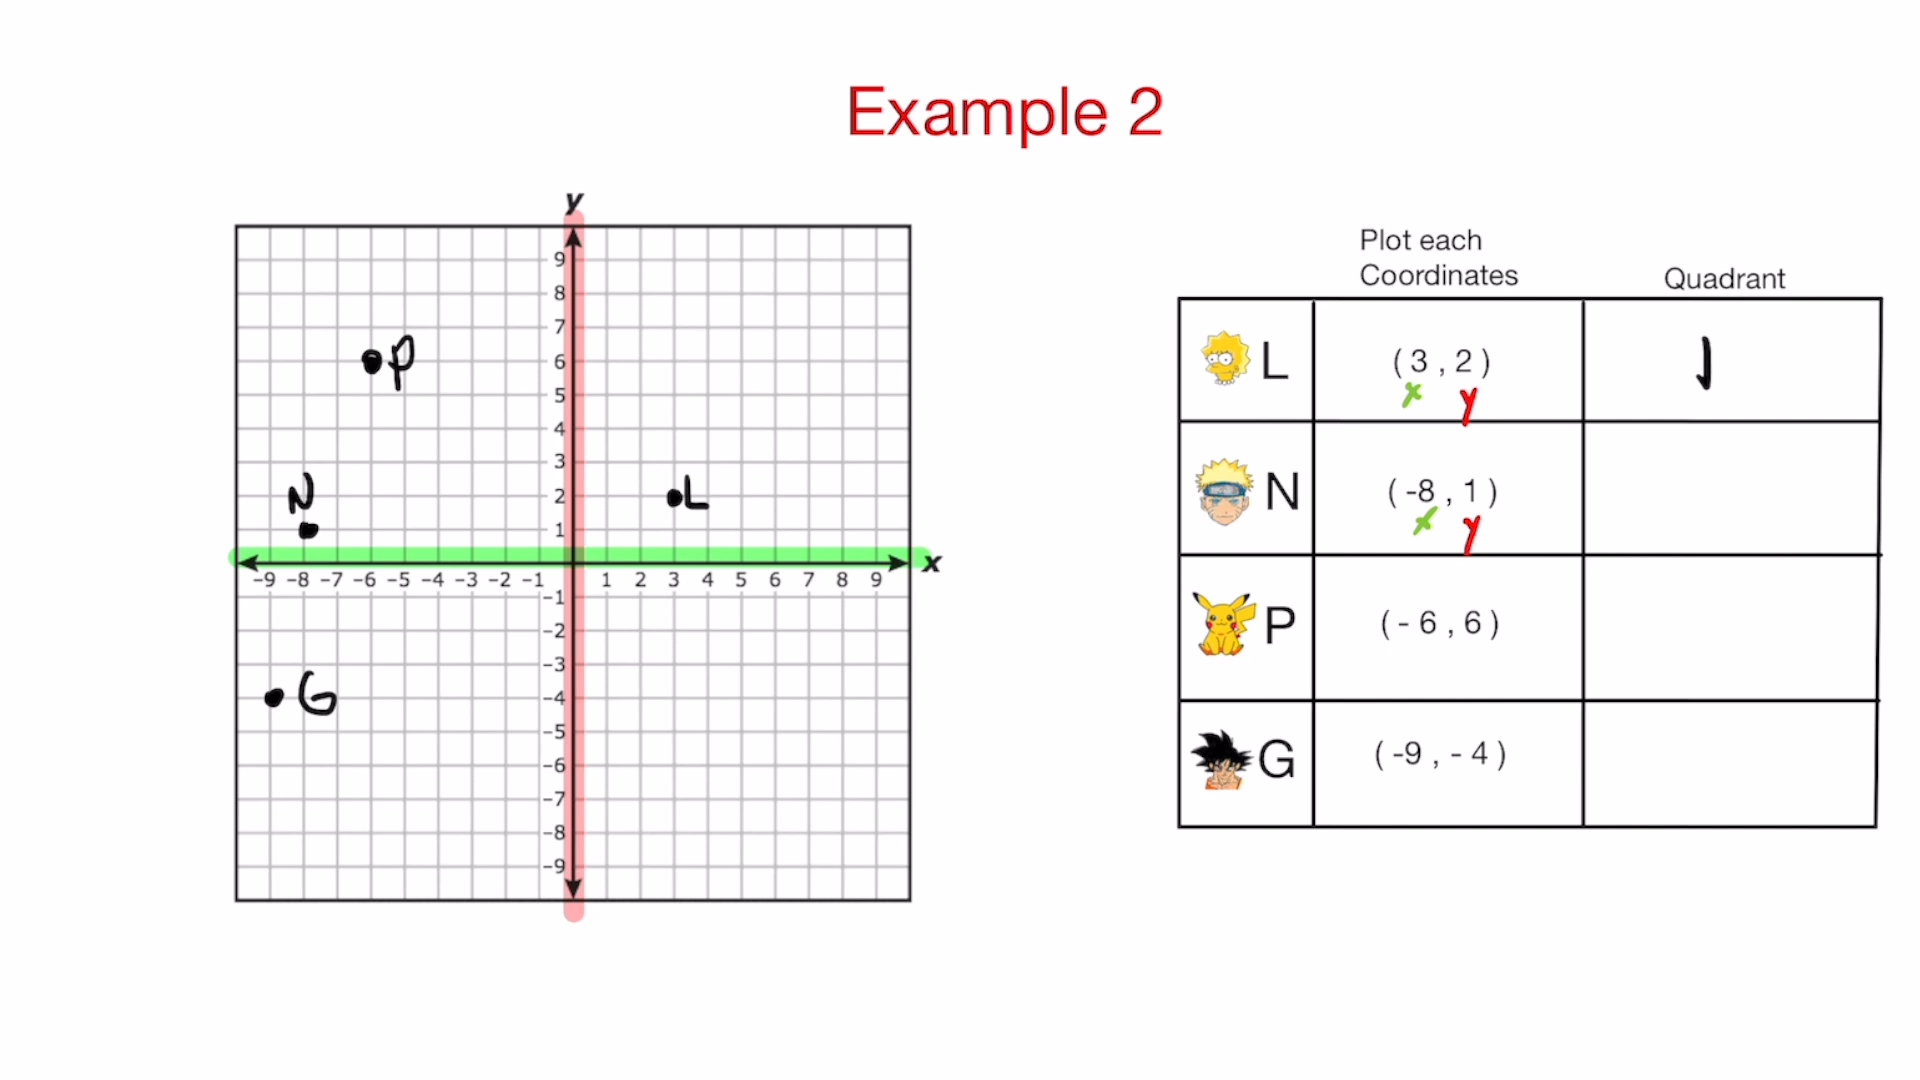 Example 2
y
9
8
7
P
6
5
4
3
N
2
L
1
x
-9 -8 -7 -6 -5 -4 -3 -2 -1 1 2 3 4 5 6 7 8 9
-1
-2
-3
G
-4
-5
-6
-7
-8
-9
Plot each
Coordinates
Quadrant
L ( 3 , 2 ) 1
x y
N ( -8 , 1 )
x y
P ( - 6 , 6 )
G ( -9 , - 4 )